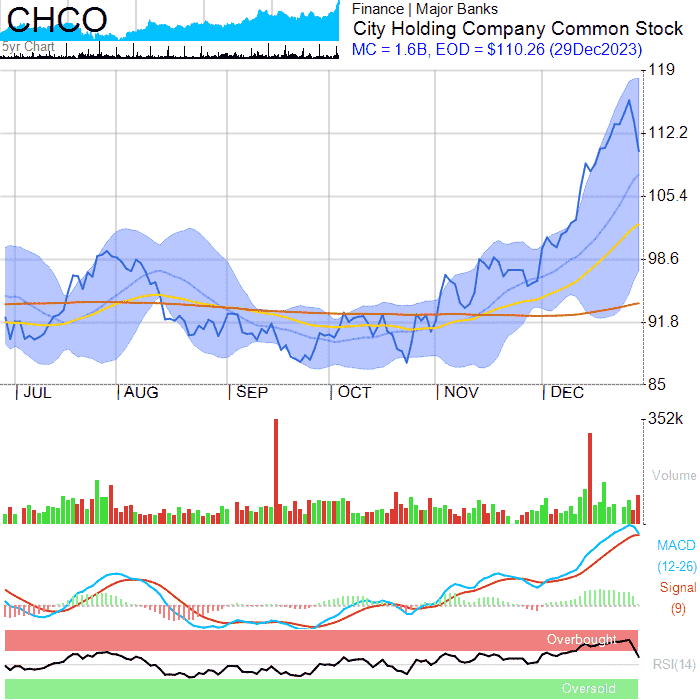 CHCO
5yr Chart
Finance | Major Banks
City Holding Company Common Stock
MC = 1.6B, EOD = $110.26 (29Dec2023)
119
112.2
105.4
98.6
91.8
85
JUL AUG SEP OCT NOV DEC
352k
Volume
MACD
(12-26)
Signal
(9)
Overbought
RSI(14)
Oversold